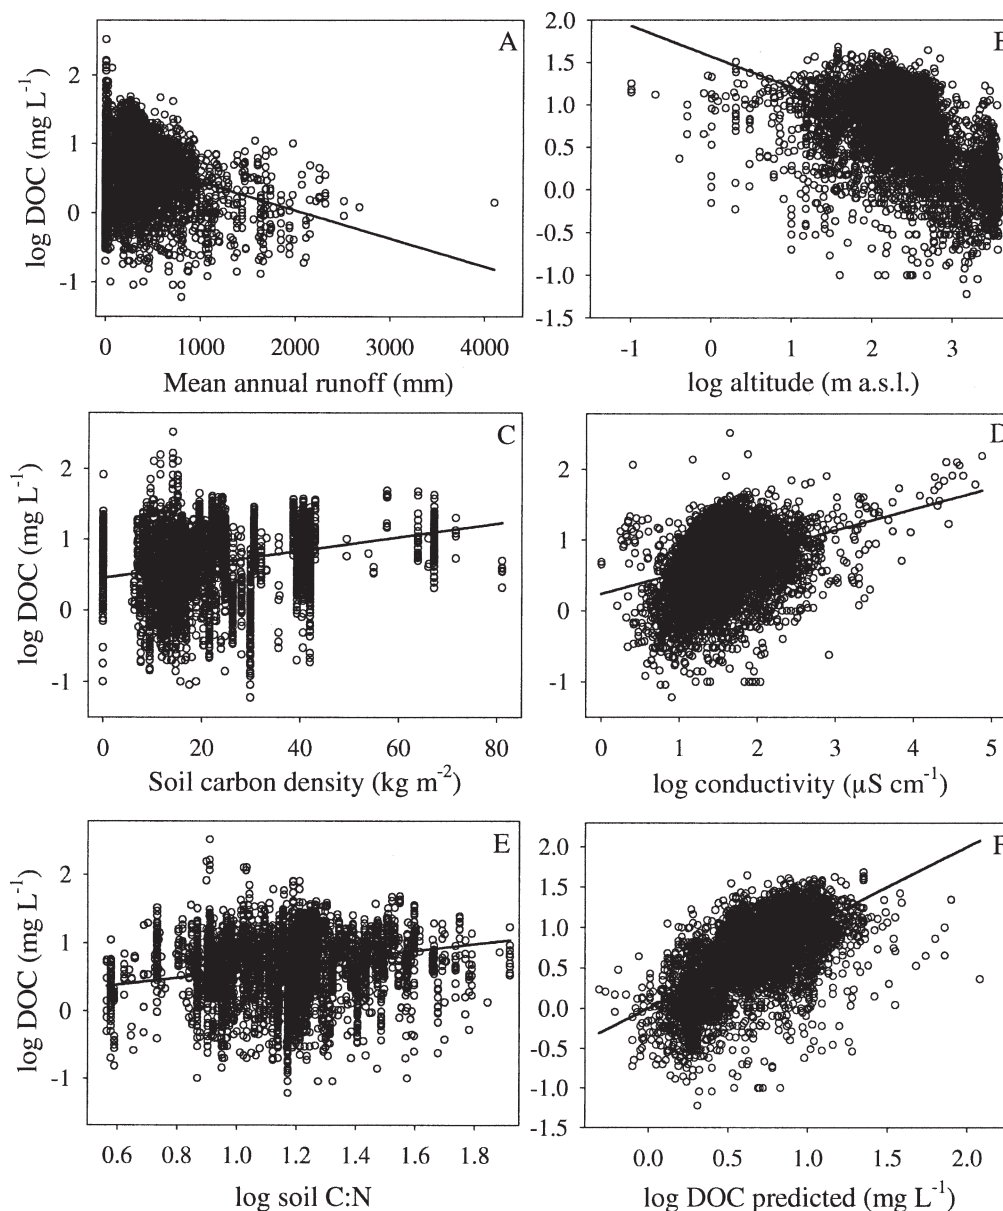 A
log DOC (mg L⁻¹)
2
1
0
-1
0 1000 2000 3000 4000
Mean annual runoff (mm)
B
2.0
1.5
1.0
0.5
0.0
-0.5
-1.0
-1.5
-1 0 1 2 3
log altitude (m a.s.l.)
C
log DOC (mg L⁻¹)
2
1
0
-1
0 20 40 60 80
Soil carbon density (kg m⁻²)
D
2
1
0
-1
0 1 2 3 4 5
log conductivity (µS cm⁻¹)
E
log DOC (mg L⁻¹)
2
1
0
-1
0.6 0.8 1.0 1.2 1.4 1.6 1.8
log soil C:N
F
2.0
1.5
1.0
0.5
0.0
-0.5
-1.0
-1.5
0.0 0.5 1.0 1.5 2.0
log DOC predicted (mg L⁻¹)